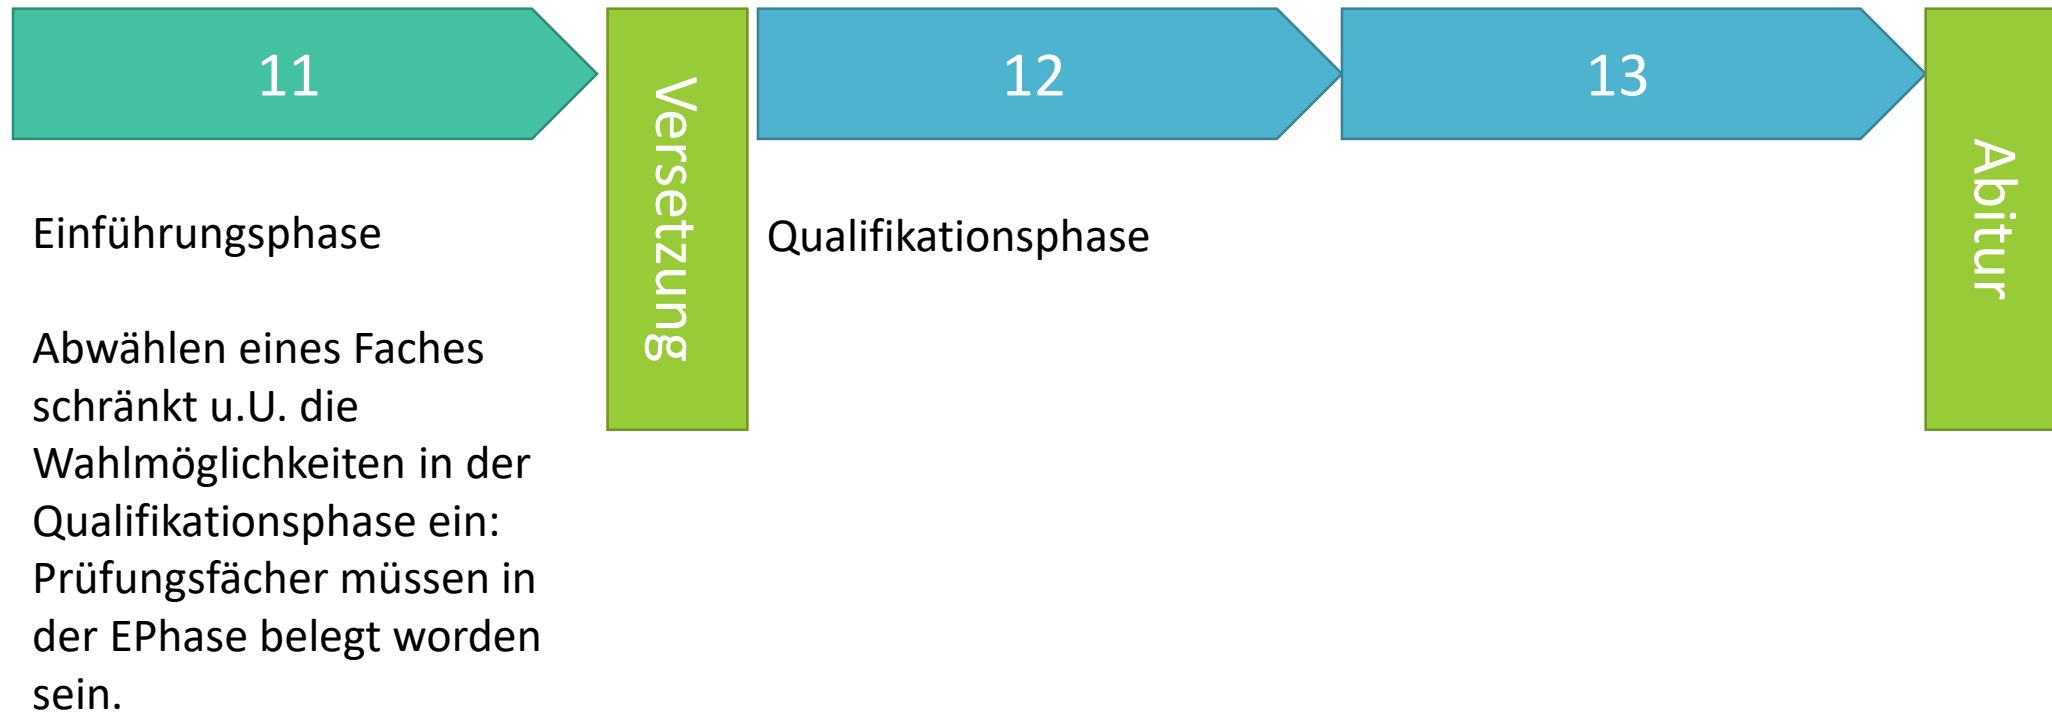 11
Versetzung
12
13
Abitur
Einführungsphase
Abwählen eines Faches
schränkt u.U. die
Wahlmöglichkeiten in der
Qualifikationsphase ein:
Prüfungsfächer müssen in
der EPhase belegt worden
sein.
Qualifikationsphase